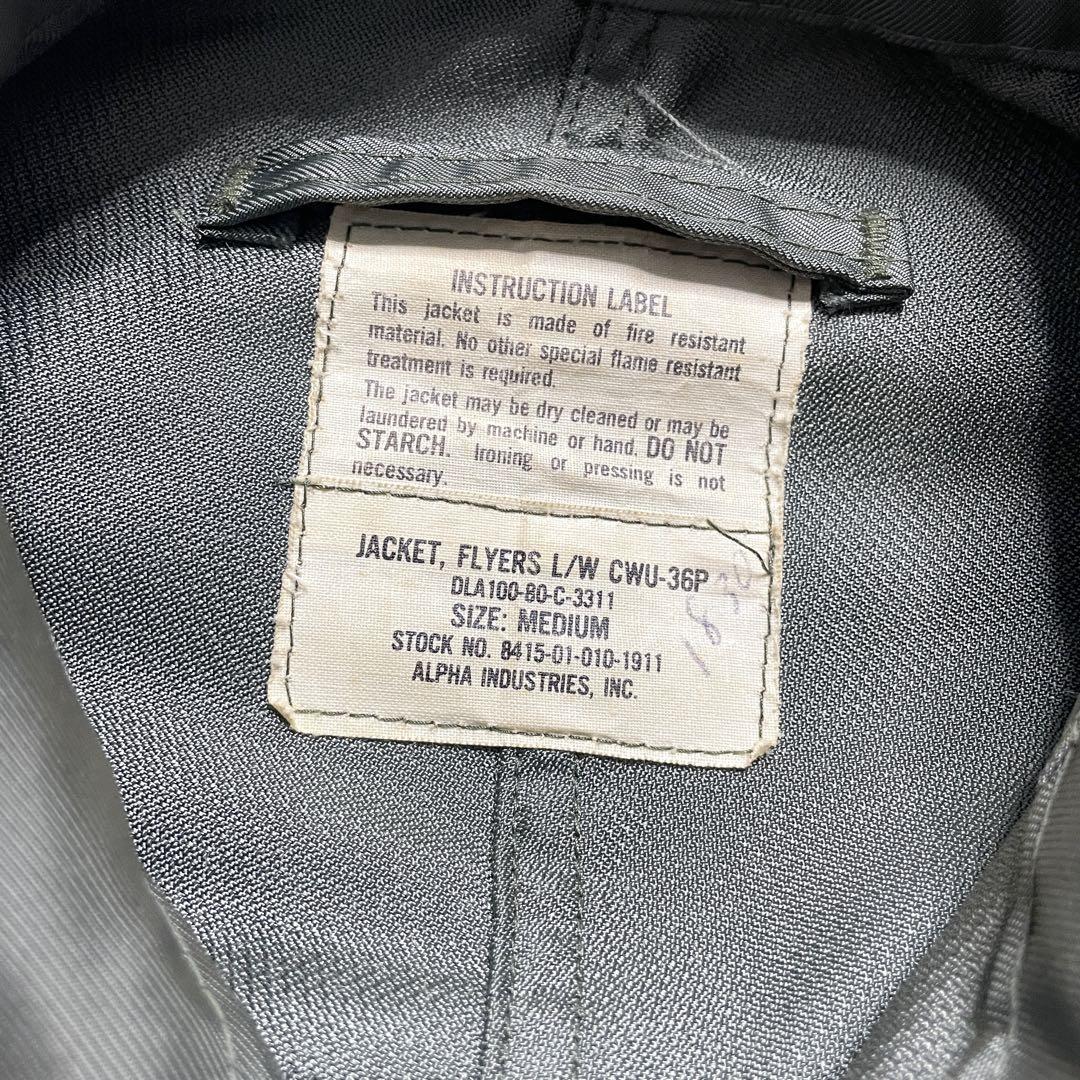 INSTRUCTION LABEL
This jacket is made of fire resistant
material. No other special flame resistant
treatment is required.
The jacket may be dry cleaned or may be
laundered by machine or hand. DO NOT
STARCH. Ironing or pressing is not
necessary.
JACKET, FLYERS L/W CWU-36P
DLA100-80-C-3311
SIZE: MEDIUM
STOCK NO. 8415-01-010-1911
ALPHA INDUSTRIES, INC.